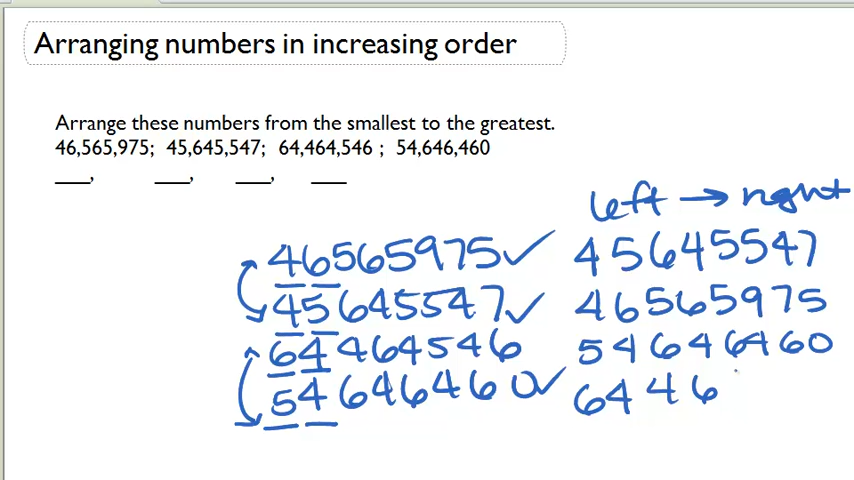 Arranging numbers in increasing order
Arrange these numbers from the smallest to the greatest.
46,565,975; 45,645,547; 64,464,546 ; 54,646,460
___, ___, ___, ___
left → right
46565975✓ 45645547
45645547✓ 46565975
64464546 54646460
54646460✓ 6446